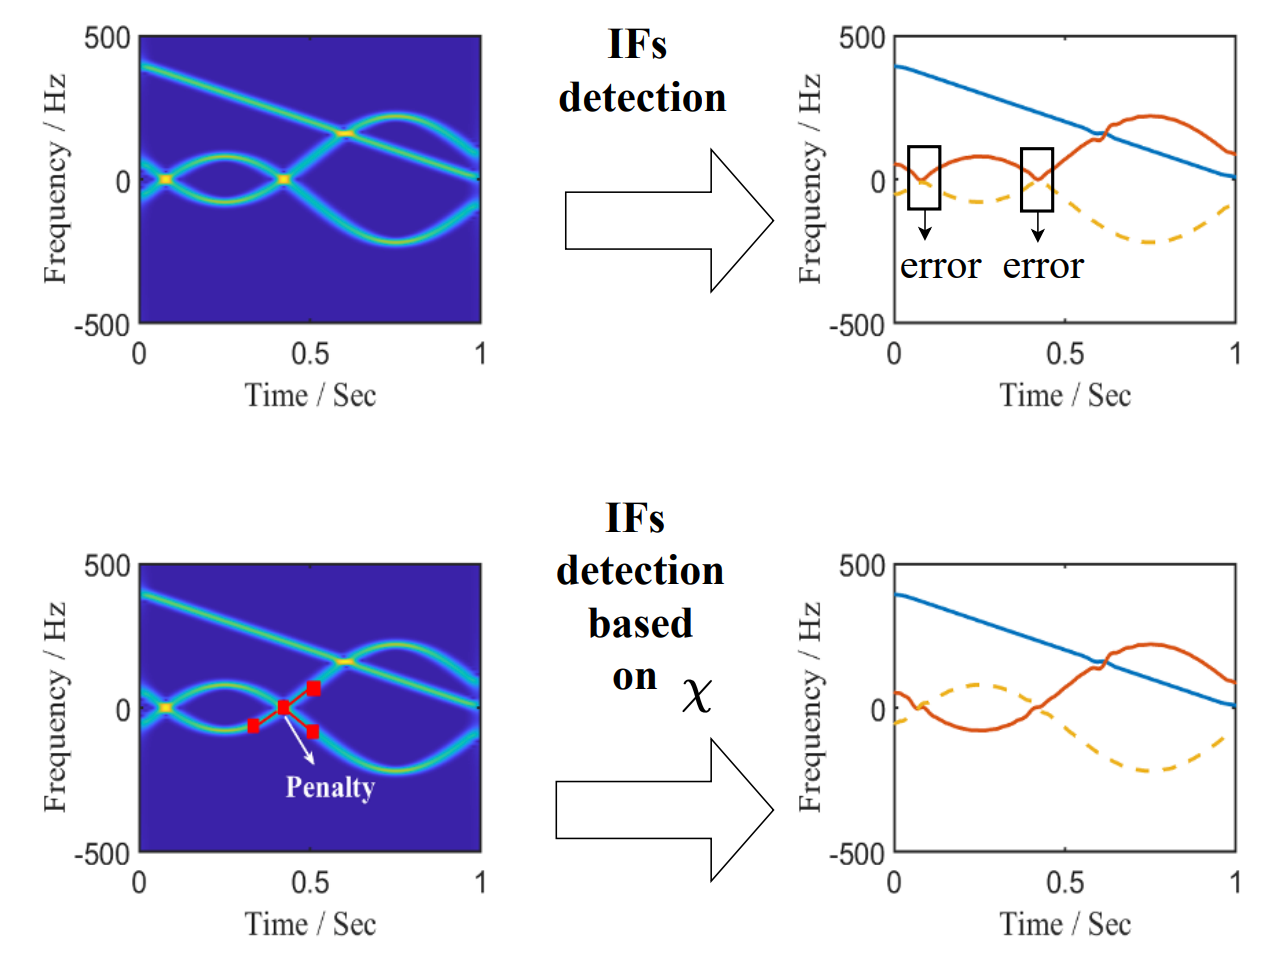 500
0
-500
Frequency / Hz
0 0.5 1
Time / Sec
IFs
detection
500
0
-500
Frequency / Hz
error error
0 0.5 1
Time / Sec
500
0
-500
Frequency / Hz
Penalty
0 0.5 1
Time / Sec
IFs
detection
based
on χ
500
0
-500
Frequency / Hz
0 0.5 1
Time / Sec